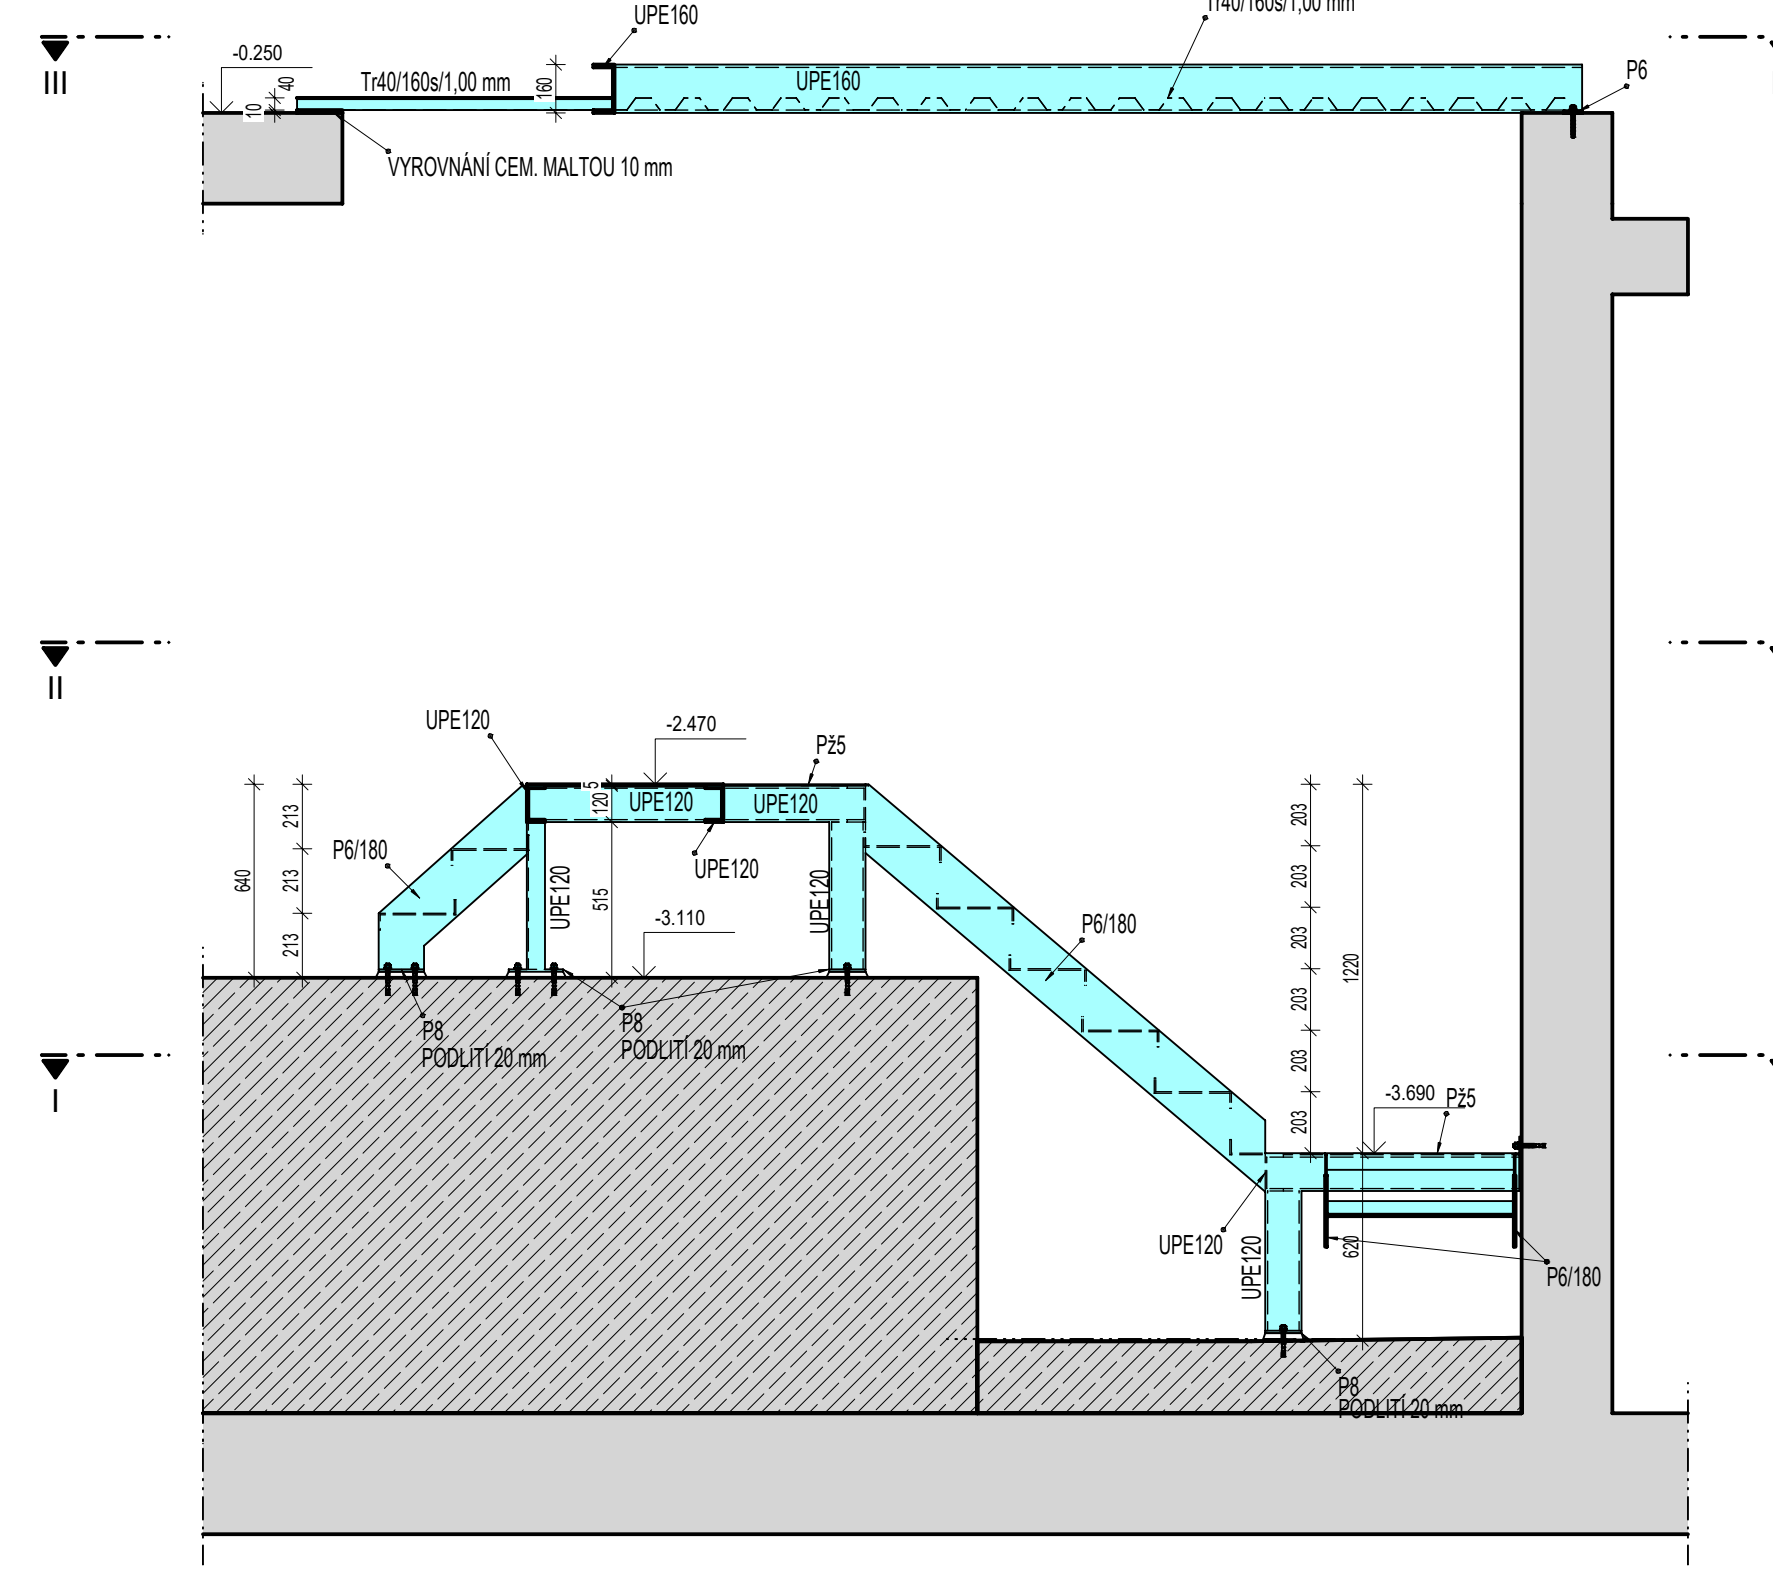 UPE160
Tr40/160s/1,00 mm
III
-0.250
40
10
Tr40/160s/1,00 mm
160
UPE160
P6
VYROVNÁNÍ CEM. MALTOU 10 mm
II
UPE120
-2.470
Pž5
5
120
UPE120
UPE120
UPE120
213
213
213
640
P6/180
UPE120
515
UPE120
-3.110
P6/180
203
203
203
203
203
203
1220
P8
PODLITÍ 20 mm
P8
PODLITÍ 20 mm
I
-3.690
Pž5
UPE120
UPE120
620
P6/180
P8
PODLITÍ 20 mm